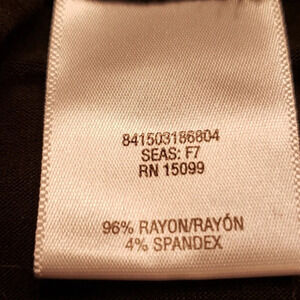 841503186804
SEAS: F7
RN 15099
96% RAYON/RAYÓN
4% SPANDEX